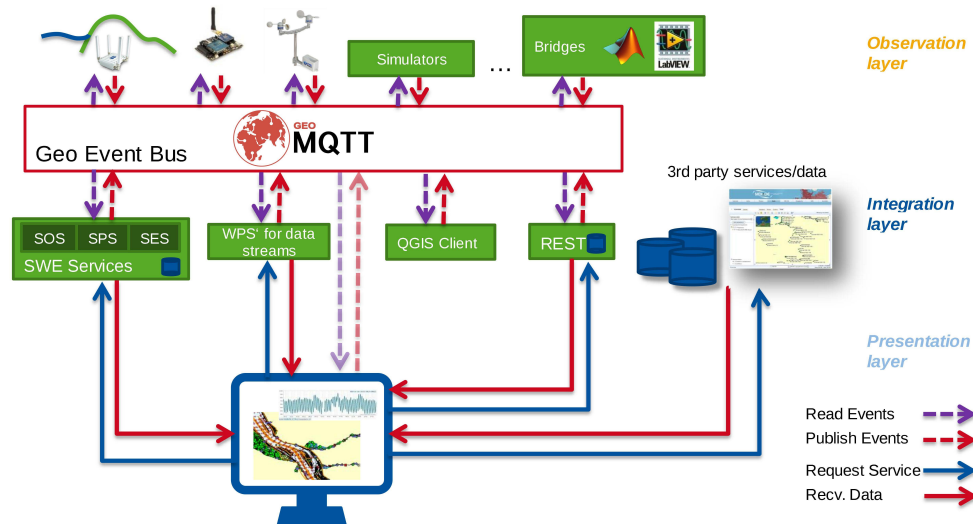 Observation
layer
Simulators
...
Bridges
LabVIEW
Geo Event Bus
GEO
MQTT
3rd party services/data
Integration
layer
SOS SPS SES
SWE Services
WPS' for data
streams
QGIS Client
REST
Presentation
layer
Read Events
Publish Events
Request Service
Recv. Data